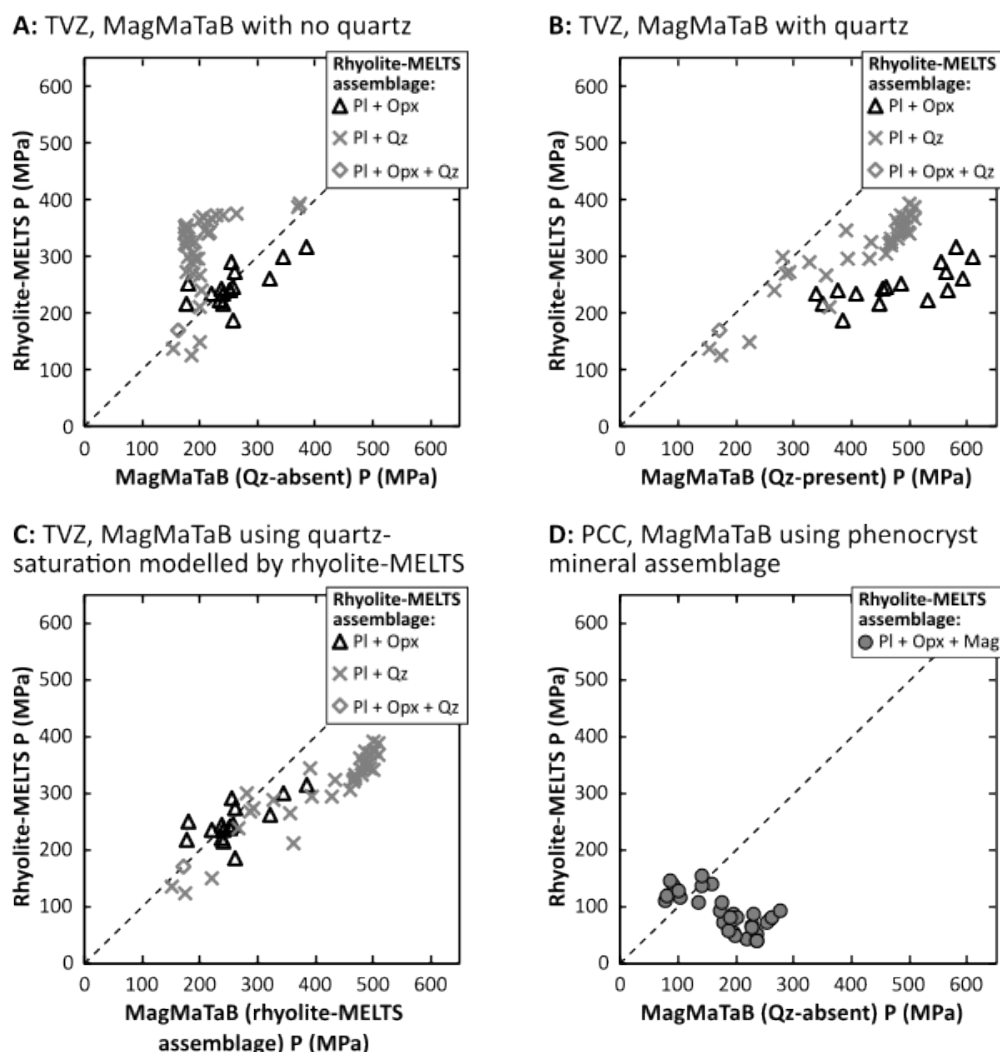 A: TVZ, MagMaTaB with no quartz
Rhyolite-MELTS
assemblage:
Pl + Opx
Pl + Qz
Pl + Opx + Qz
600
500
400
300
200
100
0
Rhyolite-MELTS P (MPa)
0 100 200 300 400 500 600
MagMaTaB (Qz-absent) P (MPa)
B: TVZ, MagMaTaB with quartz
Rhyolite-MELTS
assemblage:
Pl + Opx
Pl + Qz
Pl + Opx + Qz
600
500
400
300
200
100
0
Rhyolite-MELTS P (MPa)
0 100 200 300 400 500 600
MagMaTaB (Qz-present) P (MPa)
C: TVZ, MagMaTaB using quartz-
saturation modelled by rhyolite-MELTS
Rhyolite-MELTS
assemblage:
Pl + Opx
Pl + Qz
Pl + Opx + Qz
600
500
400
300
200
100
0
Rhyolite-MELTS P (MPa)
0 100 200 300 400 500 600
MagMaTaB (rhyolite-MELTS
assemblage) P (MPa)
D: PCC, MagMaTaB using phenocryst
mineral assemblage
Rhyolite-MELTS
assemblage:
Pl + Opx + Mag
600
500
400
300
200
100
0
Rhyolite-MELTS P (MPa)
0 100 200 300 400 500 600
MagMaTaB (Qz-absent) P (MPa)